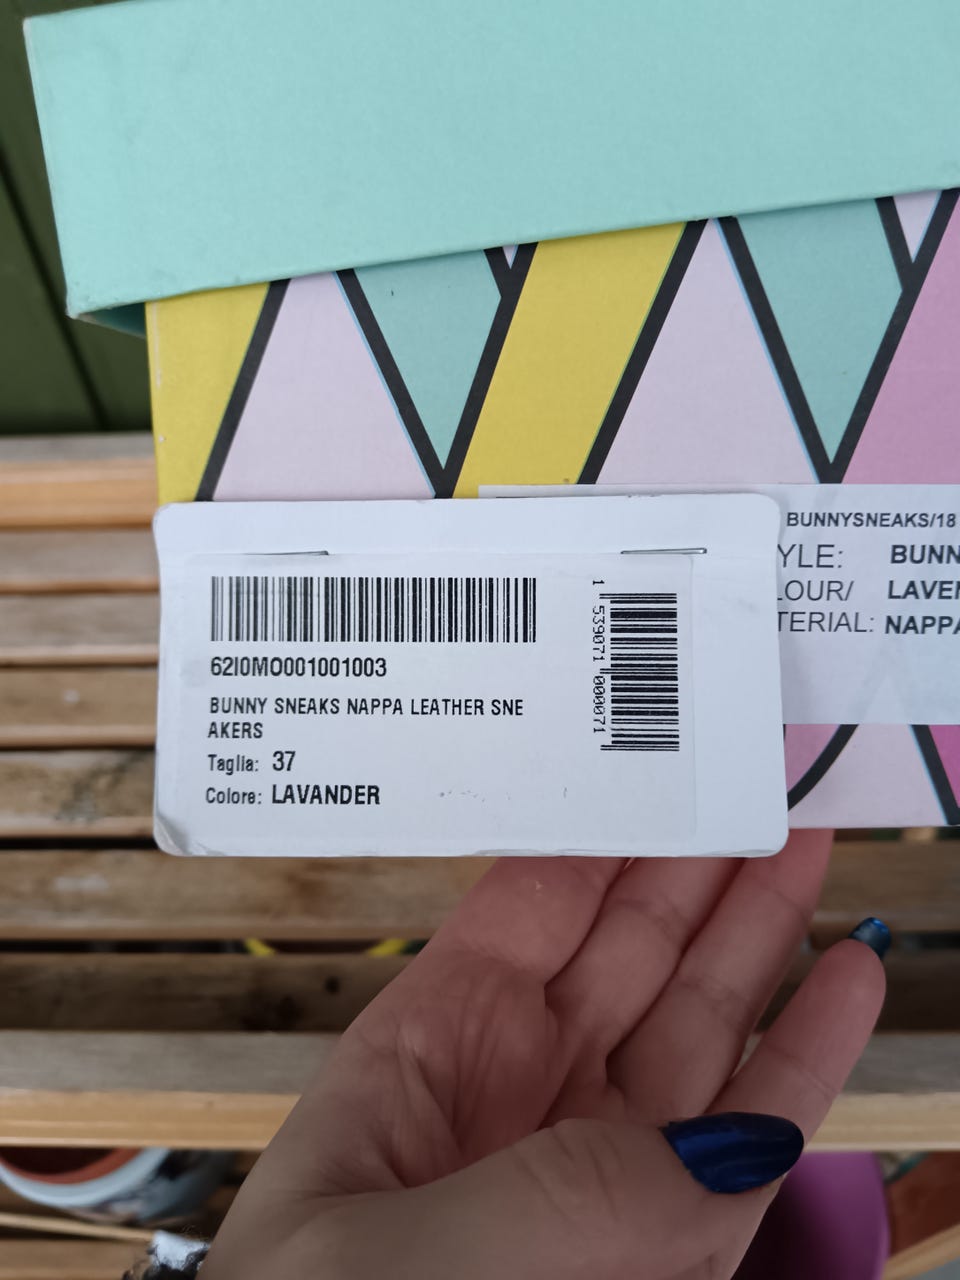 62I0MO001001003
BUNNY SNEAKS NAPPA LEATHER SNE
AKERS
Taglia: 37
Colore: LAVANDER
1 539071 000071
BUNNYSNEAKS/18
YLE: BUNN
LOUR/ LAVEN
TERIAL: NAPPA